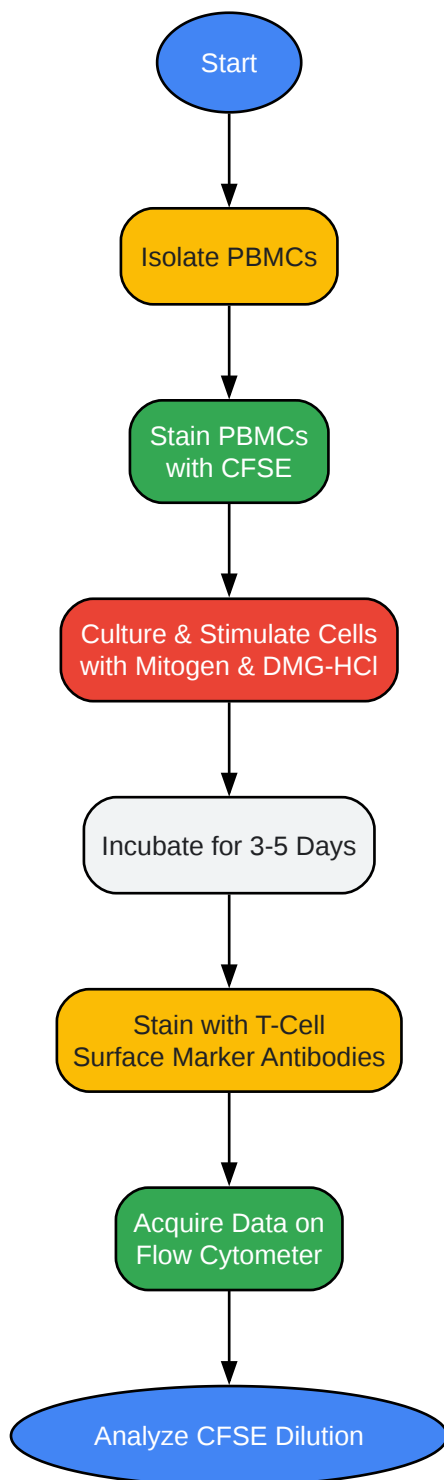 Start
Isolate PBMCs
Stain PBMCs
with CFSE
Culture & Stimulate Cells
with Mitogen & DMG-HCl
Incubate for 3-5 Days
Stain with T-Cell
Surface Marker Antibodies
Acquire Data on
Flow Cytometer
Analyze CFSE Dilution